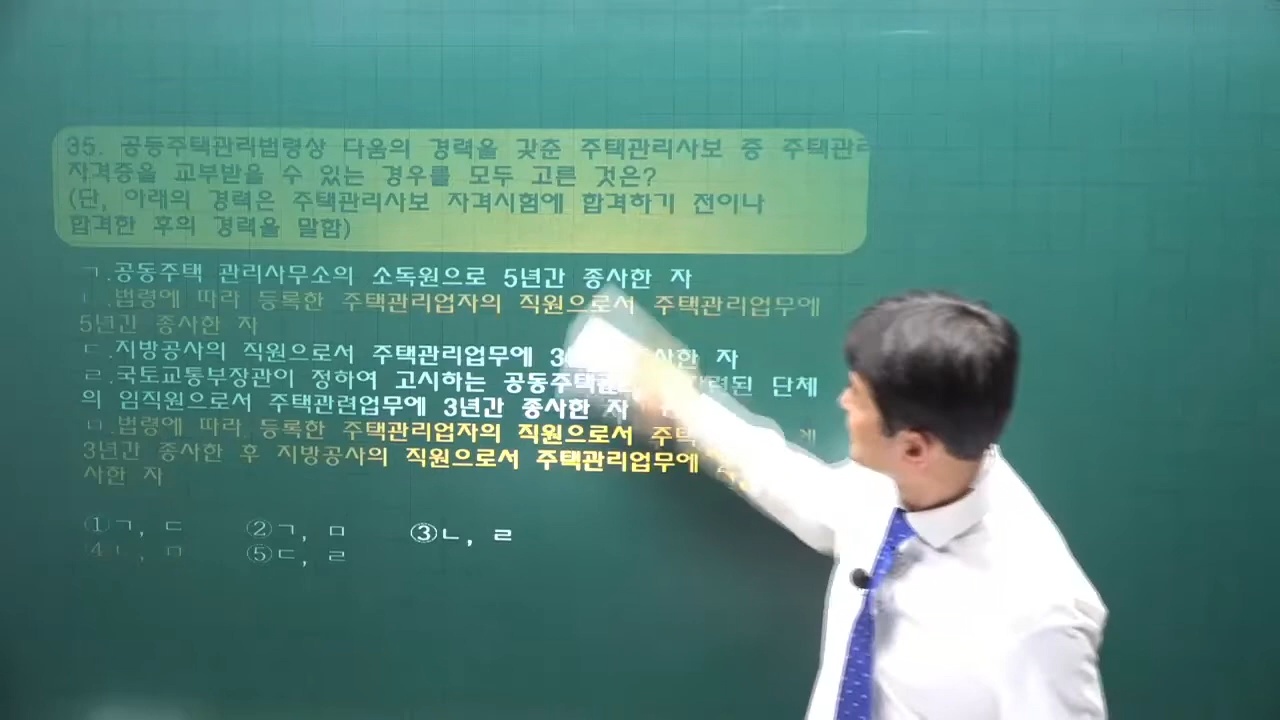 35. 공동주택관리법령상 다음의 경력을 갖춘 주택관리사보 중 주택관리
자격증을 교부받을 수 있는 경우를 모두 고른 것은?
(단, 아래의 경력은 주택관리사보 자격시험에 합격하기 전이나
합격한 후의 경력을 말함)
ㄱ.공동주택 관리사무소의 소독원으로 5년간 종사한 자
ㄴ.법령에 따라 등록한 주택관리업자의 직원으로서 주택관리업무에
5년간 종사한 자
ㄷ.지방공사의 직원으로서 주택관리업무에 종사한 자
ㄹ.국토교통부장관이 정하여 고시하는 공동주택관리 단체
의 임직원으로서 주택관련업무에 3년간 종사한 자
ㅁ.법령에 따라 등록한 주택관리업자의 직원으로서
3년간 종사한 후 지방공사의 직원으로서 주택관리업무에
사한 자
①ㄱ, ㄷ ②ㄱ, ㅁ ③ㄴ, ㄹ
④ㄴ, ㅁ ⑤ㄷ, ㄹ